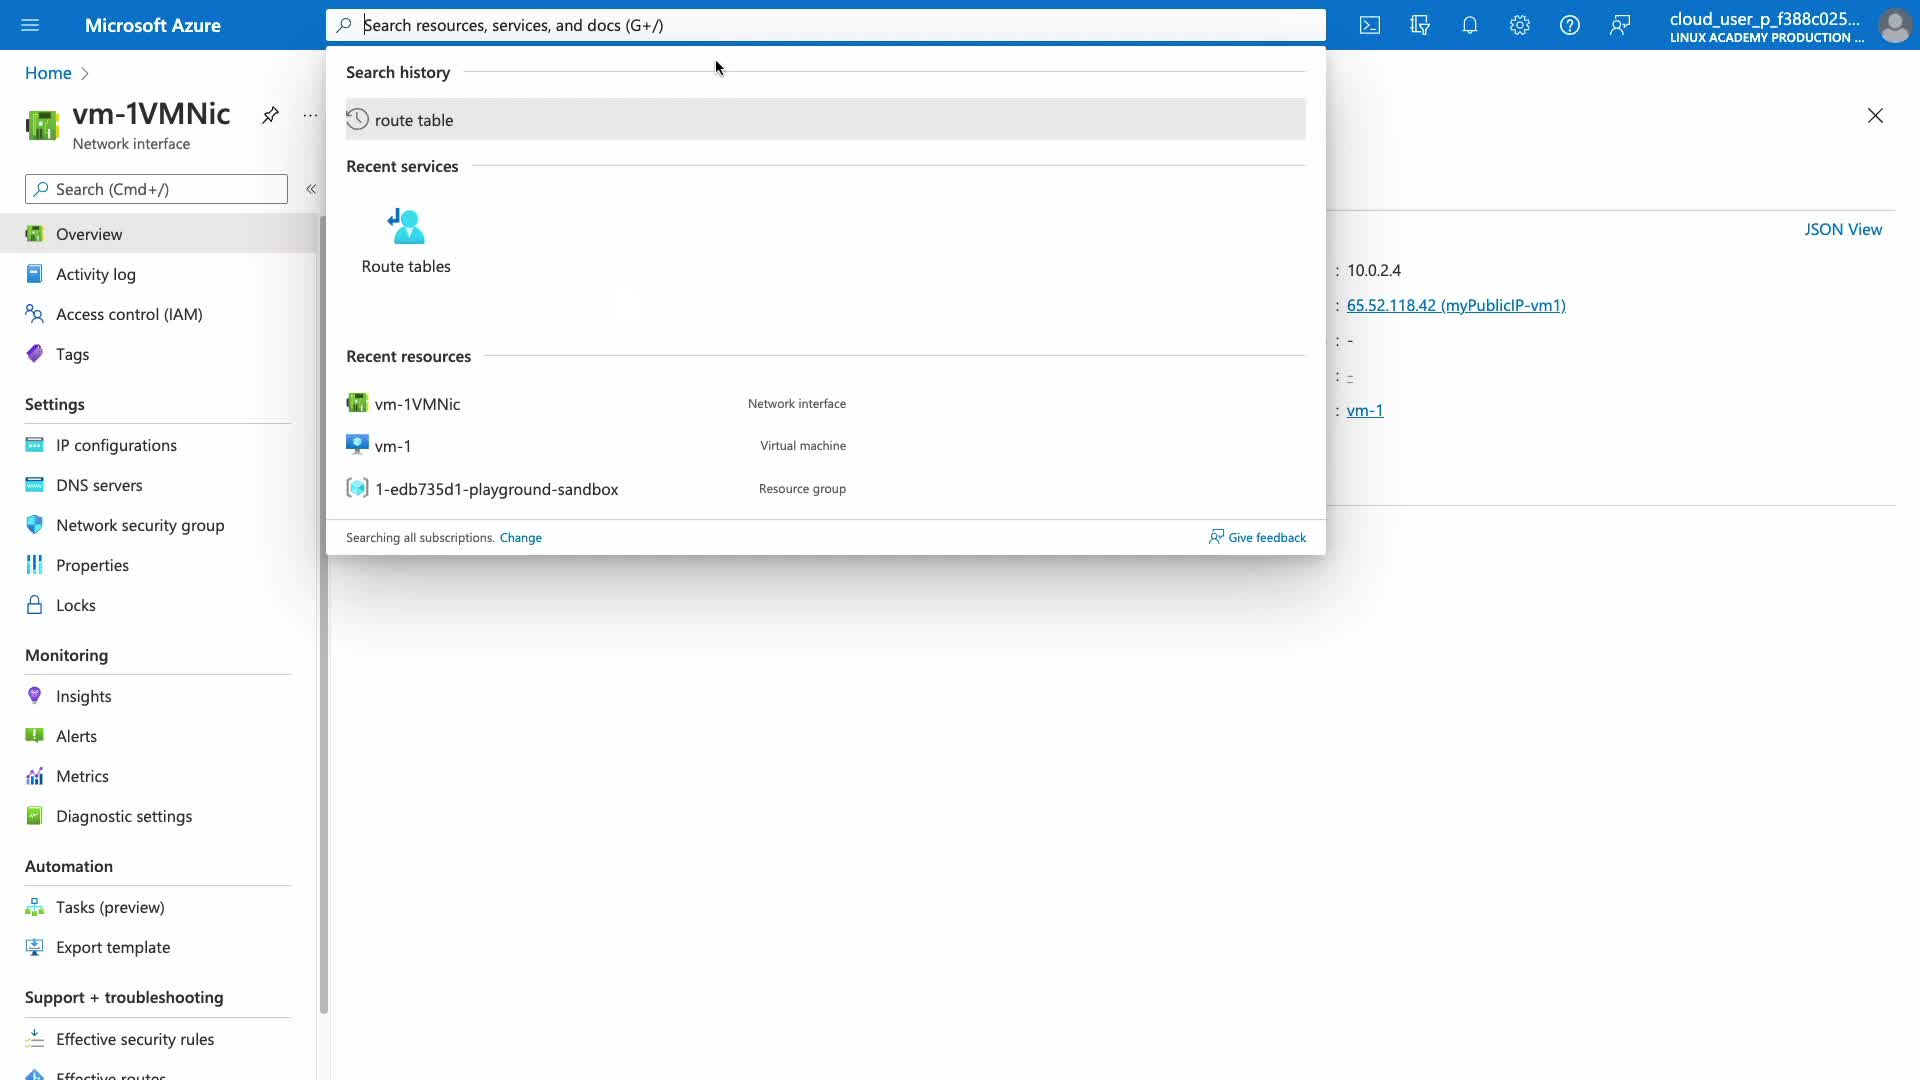 Microsoft Azure
Search resources, services, and docs (G+/)
cloud_user_p_f388c025...
LINUX ACADEMY PRODUCTION ...
Home
vm-1VMNic
Network interface
Search (Cmd+/)
Overview
Activity log
Access control (IAM)
Tags
Settings
IP configurations
DNS servers
Network security group
Properties
Locks
Monitoring
Insights
Alerts
Metrics
Diagnostic settings
Automation
Tasks (preview)
Export template
Support + troubleshooting
Effective security rules
Effective routes
Search history
route table
Recent services
Route tables
Recent resources
vm-1VMNic Network interface
vm-1 Virtual machine
1-edb735d1-playground-sandbox Resource group
Searching all subscriptions. Change
Give feedback
JSON View
: 10.0.2.4
: 65.52.118.42 (myPublicIP-vm1)
: -
: -
: vm-1